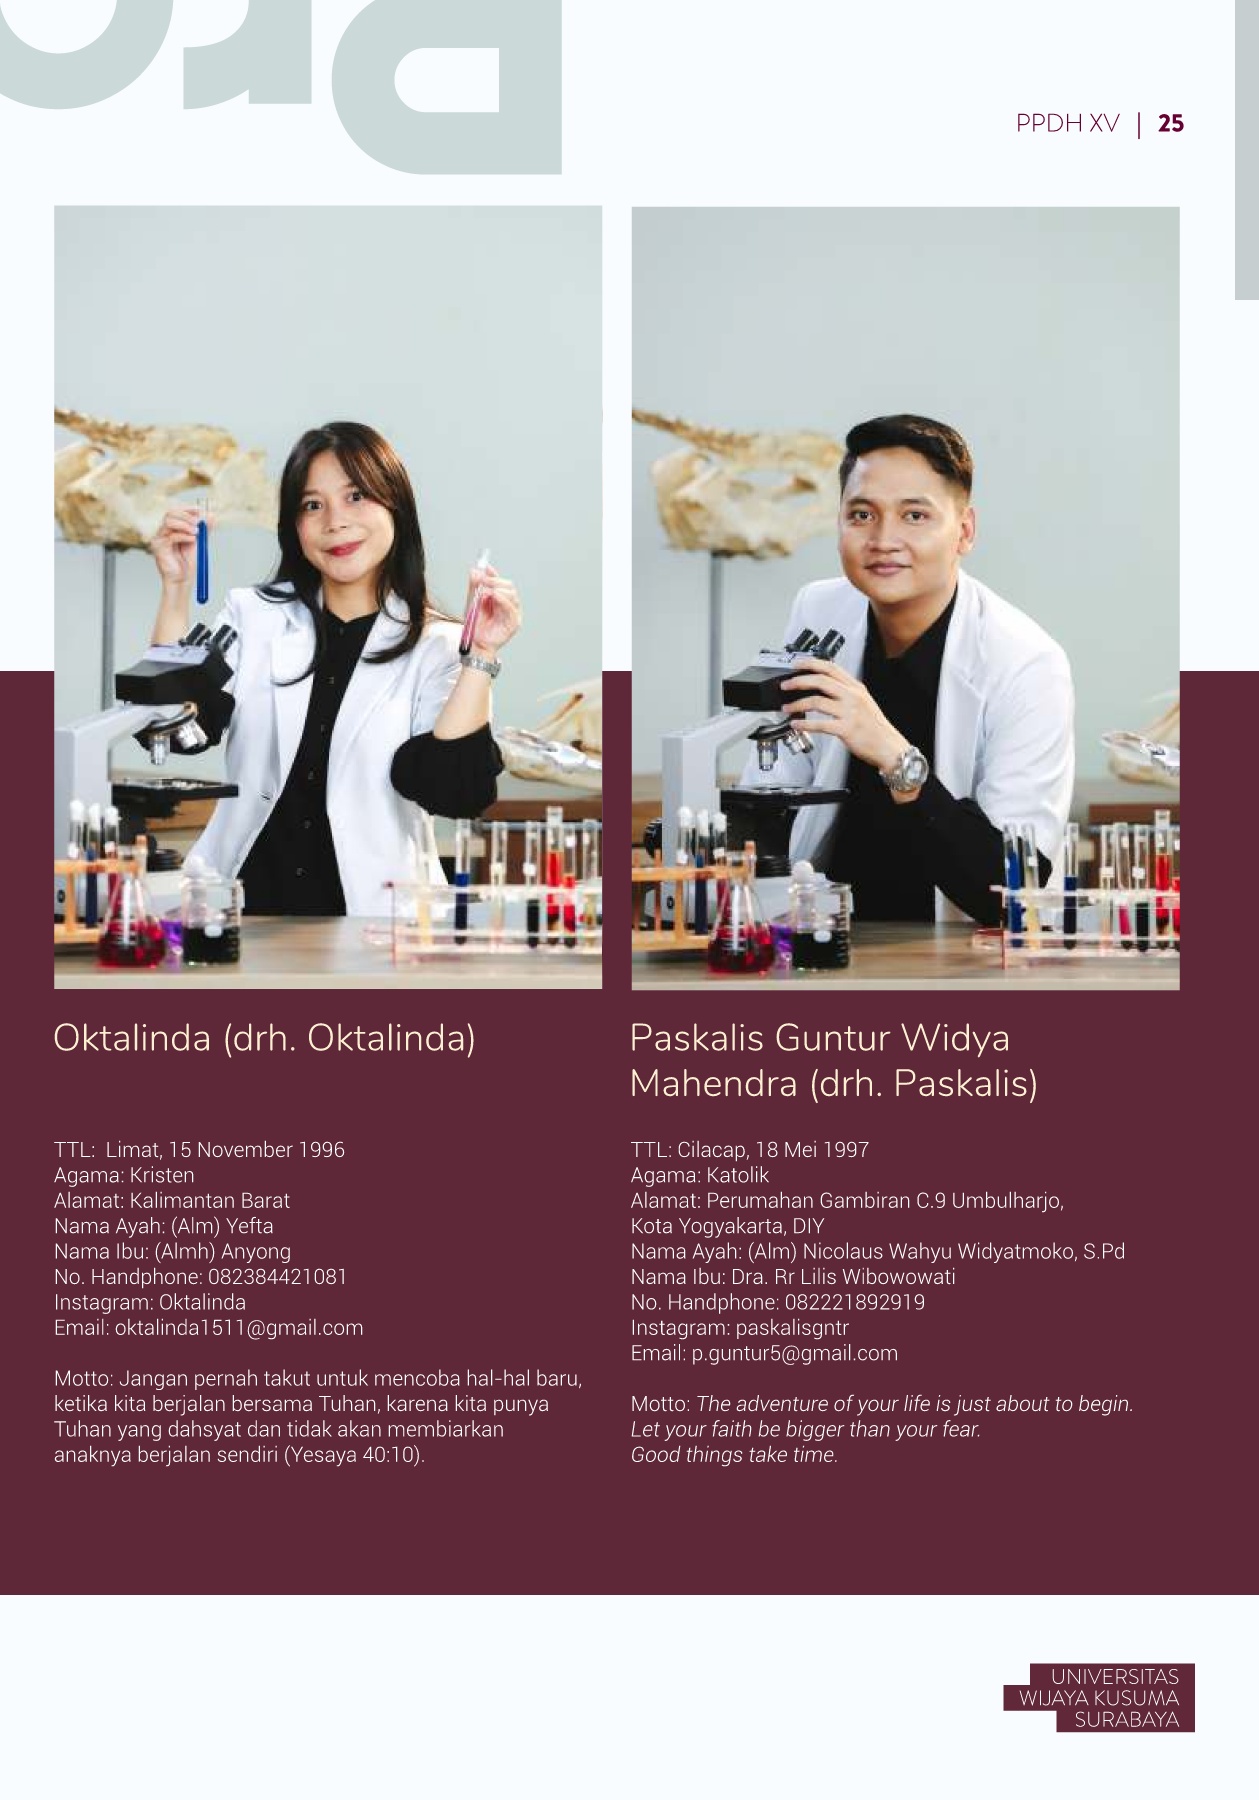 PPDH XV | 25
Oktalinda (drh. Oktalinda)
TTL:  Limat, 15 November 1996
Agama: Kristen
Alamat: Kalimantan Barat
Nama Ayah: (Alm) Yefta
Nama Ibu: (Almh) Anyong
No. Handphone: 082384421081
Instagram: Oktalinda
Email: oktalinda1511@gmail.com
Motto: Jangan pernah takut untuk mencoba hal-hal baru,
ketika kita berjalan bersama Tuhan, karena kita punya
Tuhan yang dahsyat dan tidak akan membiarkan
anaknya berjalan sendiri (Yesaya 40:10).
Paskalis Guntur Widya
Mahendra (drh. Paskalis)
TTL: Cilacap, 18 Mei 1997
Agama: Katolik
Alamat: Perumahan Gambiran C.9 Umbulharjo,
Kota Yogyakarta, DIY
Nama Ayah: (Alm) Nicolaus Wahyu Widyatmoko, S.Pd
Nama Ibu: Dra. Rr Lilis Wibowowati
No. Handphone: 082221892919
Instagram: paskalisgntr
Email: p.guntur5@gmail.com
Motto: The adventure of your life is just about to begin.
Let your faith be bigger than your fear.
Good things take time.
UNIVERSITAS
WIJAYA KUSUMA
SURABAYA